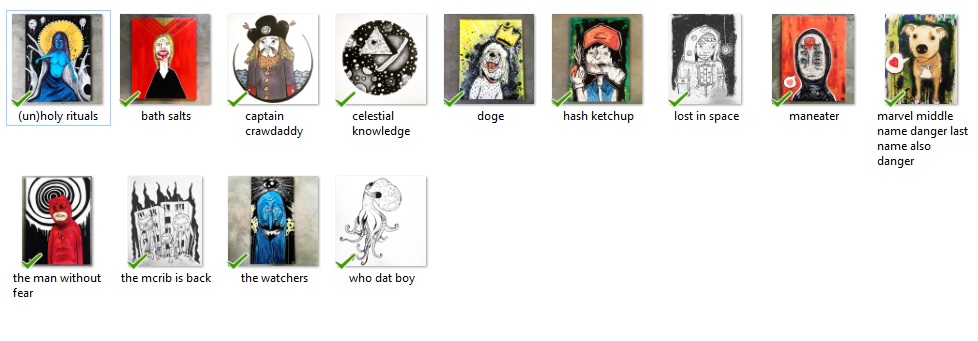 (un)holy rituals
bath salts
captain
crawdaddy
celestial
knowledge
doge
hash ketchup
lost in space
maneater
marvel middle
name danger last
name also
danger
the man without
fear
the mcrib is back
the watchers
who dat boy